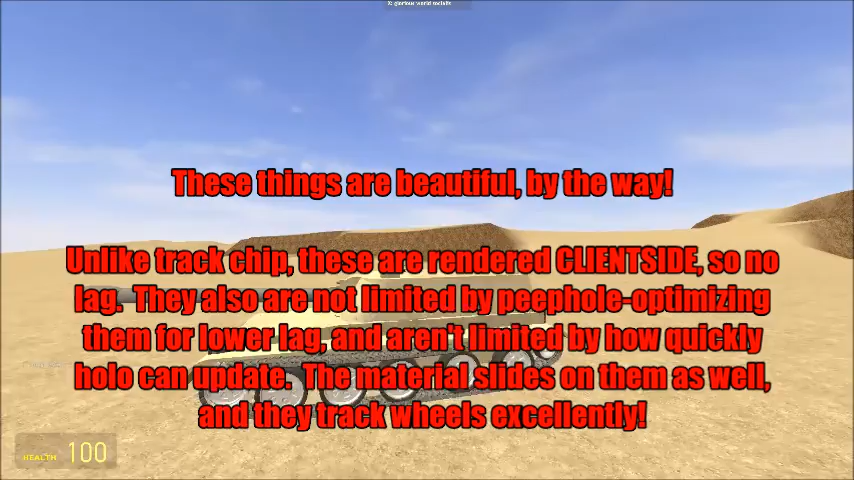 These things are beautiful, by the way!
Unlike track chip, these are rendered CLIENTSIDE, so no
lag. They also are not limited by peephole-optimizing
them for lower lag, and aren't limited by how quickly
holo can update. The material slides on them as well,
and they track wheels excellently!
HEALTH 100